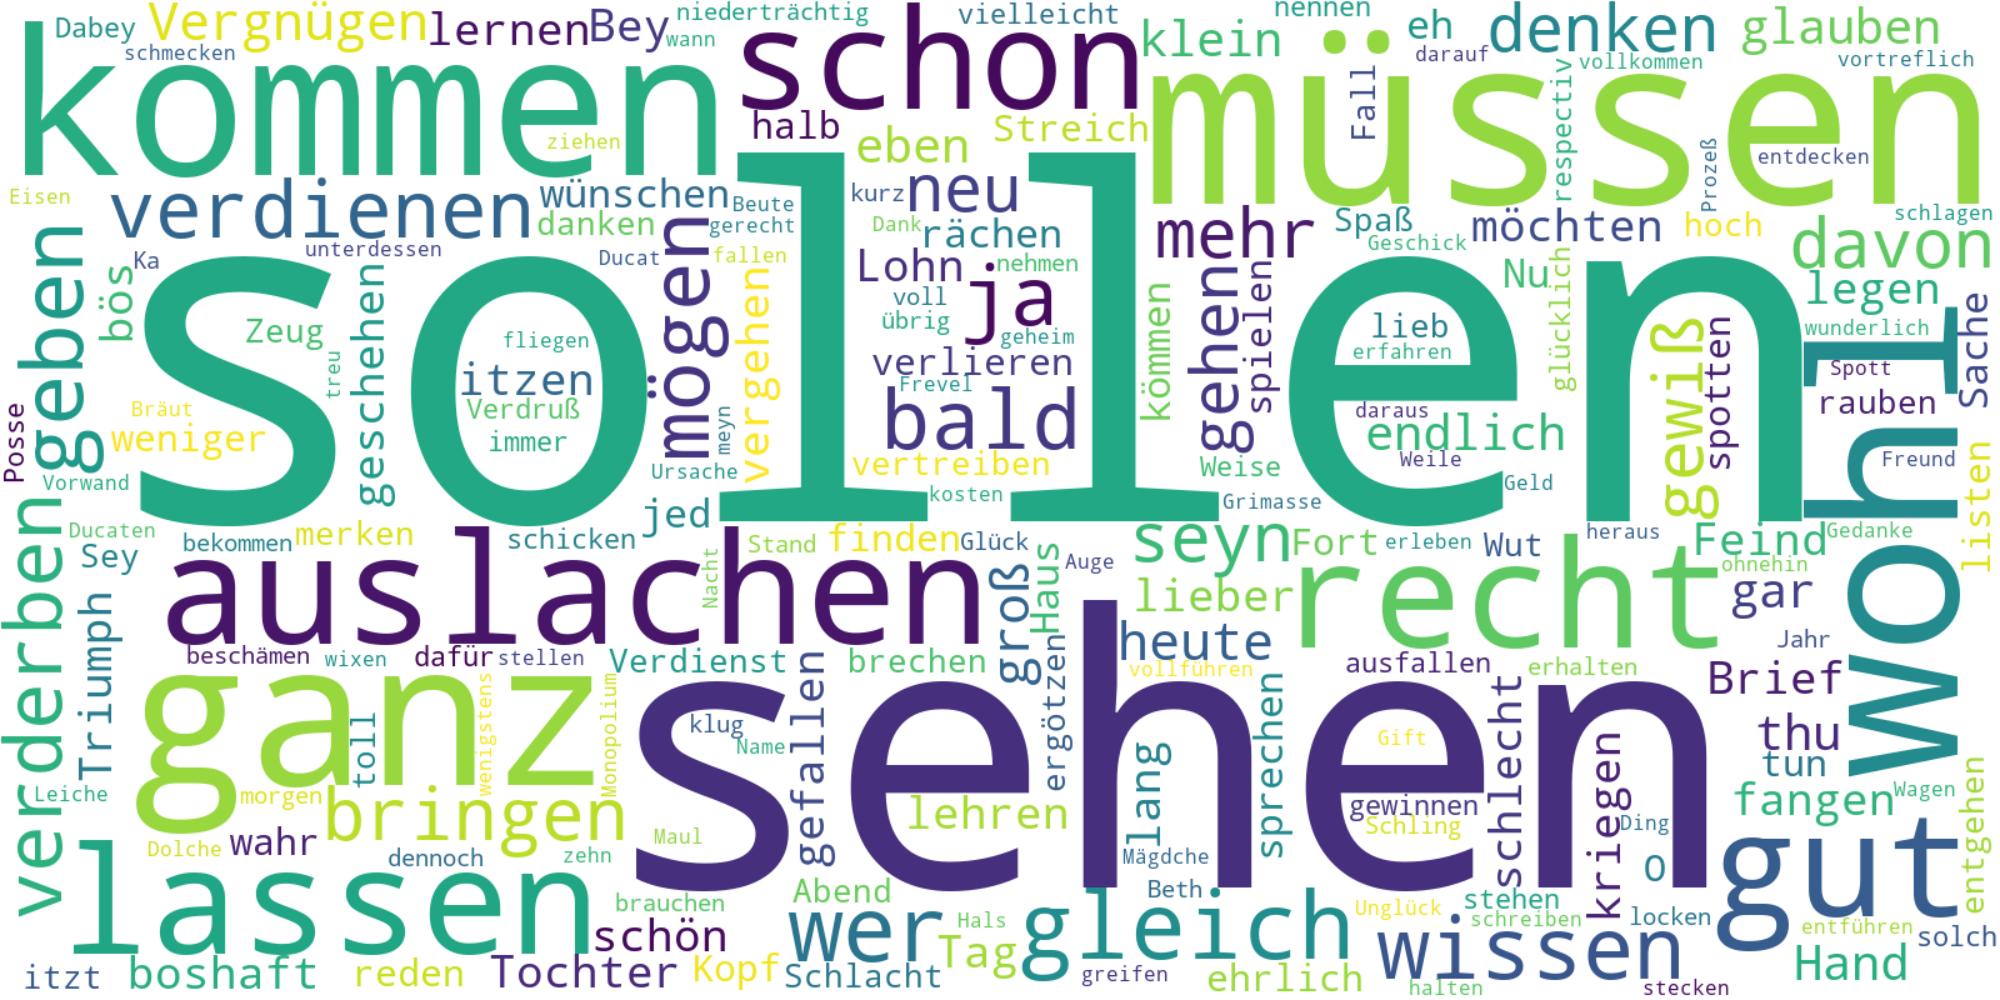 Dabey
Vergnügen
lernen
Bey
niederträchtig
wann
vielleicht
nennen
eh
denken
glauben
schmecken
kommen
schon
klein
darauf
müssen
vollkommen
vortreflich
halb
Streich
eben
Fall
respectiv
Prozeß
entdecken
ziehen
Eisen
verdienen
wünschen
danken
Beute
gerecht
kurz
neu
Dank
rächen
mehr
Spaß
Geschick
möchten
hoch
schlagen
davon
unterdessen
Ka
bös
Ducat
fallen
mögen
Lohn
nehmen
ja
voll
übrig
geheim
Nu
legen
geben
Zeug
geschehen
sollen
fliegen
itzen
Verdruß
immer
treu
vergehen
verlieren
Frevel
bald
kömmen
gehen
spielen
lieb
erfahren
glücklich
gewiß
spotten
wunderlich
Spott
rauben
Sache
wohl
Posse
Bräut
weniger
meyn
Ursache
vertreiben
kosten
Weise
Grimasse
daraus
endlich
Weile
Geld
Freund
listen
Vorwand
Ducaten
merken
verderben
Sey
bekommen
schicken
jed
Stand
finden
Glück
Nacht
auslachen
groß
Haus
Auge
seyn
Fort
erleben
Wut
heraus
Feind
Gedanke
ohnehin
lieber
recht
gar
Triumph
beschämen
wixen
dafür
stellen
Verdienst
brechen
ergötzen
heute
vollführen
ausfallen
erhalten
Jahr
Brief
ganz
toll
wenigstens
Monopolium
sehen
klug
Name
gefallen
lang
sprechen
Gift
schlecht
kriegen
thu
tun
Leiche
morgen
bringen
lehren
gewinnen
Schling
Ding
fangen
Wagen
entgehen
Dolche
wahr
dennoch
zehn
Maul
Mägdche
O
gut
lassen
brauchen
Abend
Beth
stehen
Unglück
schreiben
locken
entführen
solch
schön
wer
Hals
gleich
wissen
itzt
boshaft
reden
Tochter
Kopf
Schlacht
Tag
greifen
ehrlich
halten
stecken
Hand